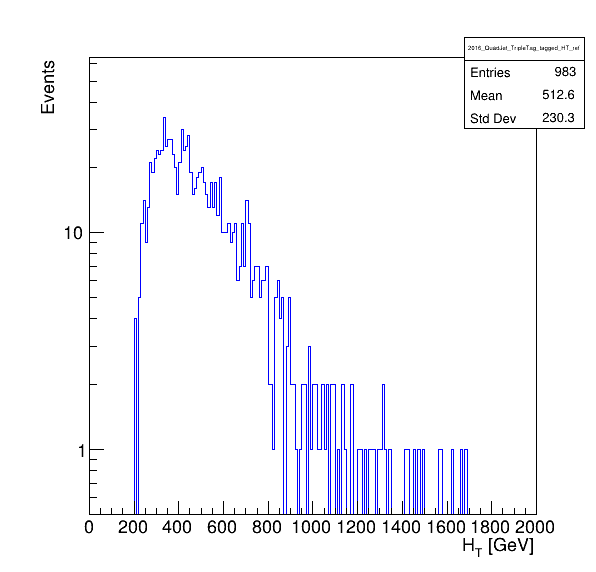 2016_QuadJet_TripleTag_tagged_HT_ref
Entries 983
Mean 512.6
Std Dev 230.3
Events
10
1
0 200 400 600 800 1000 1200 1400 1600 1800 2000
H_T [GeV]